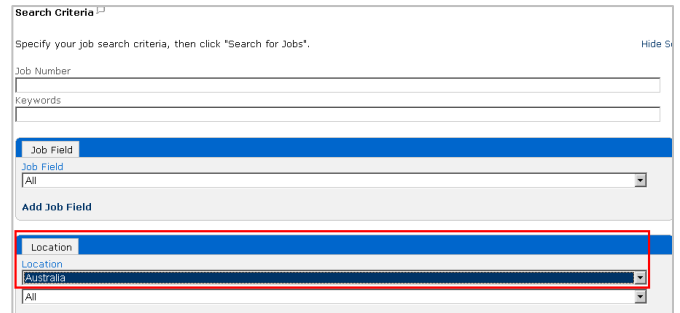 Search Criteria
Specify your job search criteria, then click "Search for Jobs".
Hide
Job Number
Keywords
Job Field
Job Field
All
Add Job Field
Location
Location
Australia
All